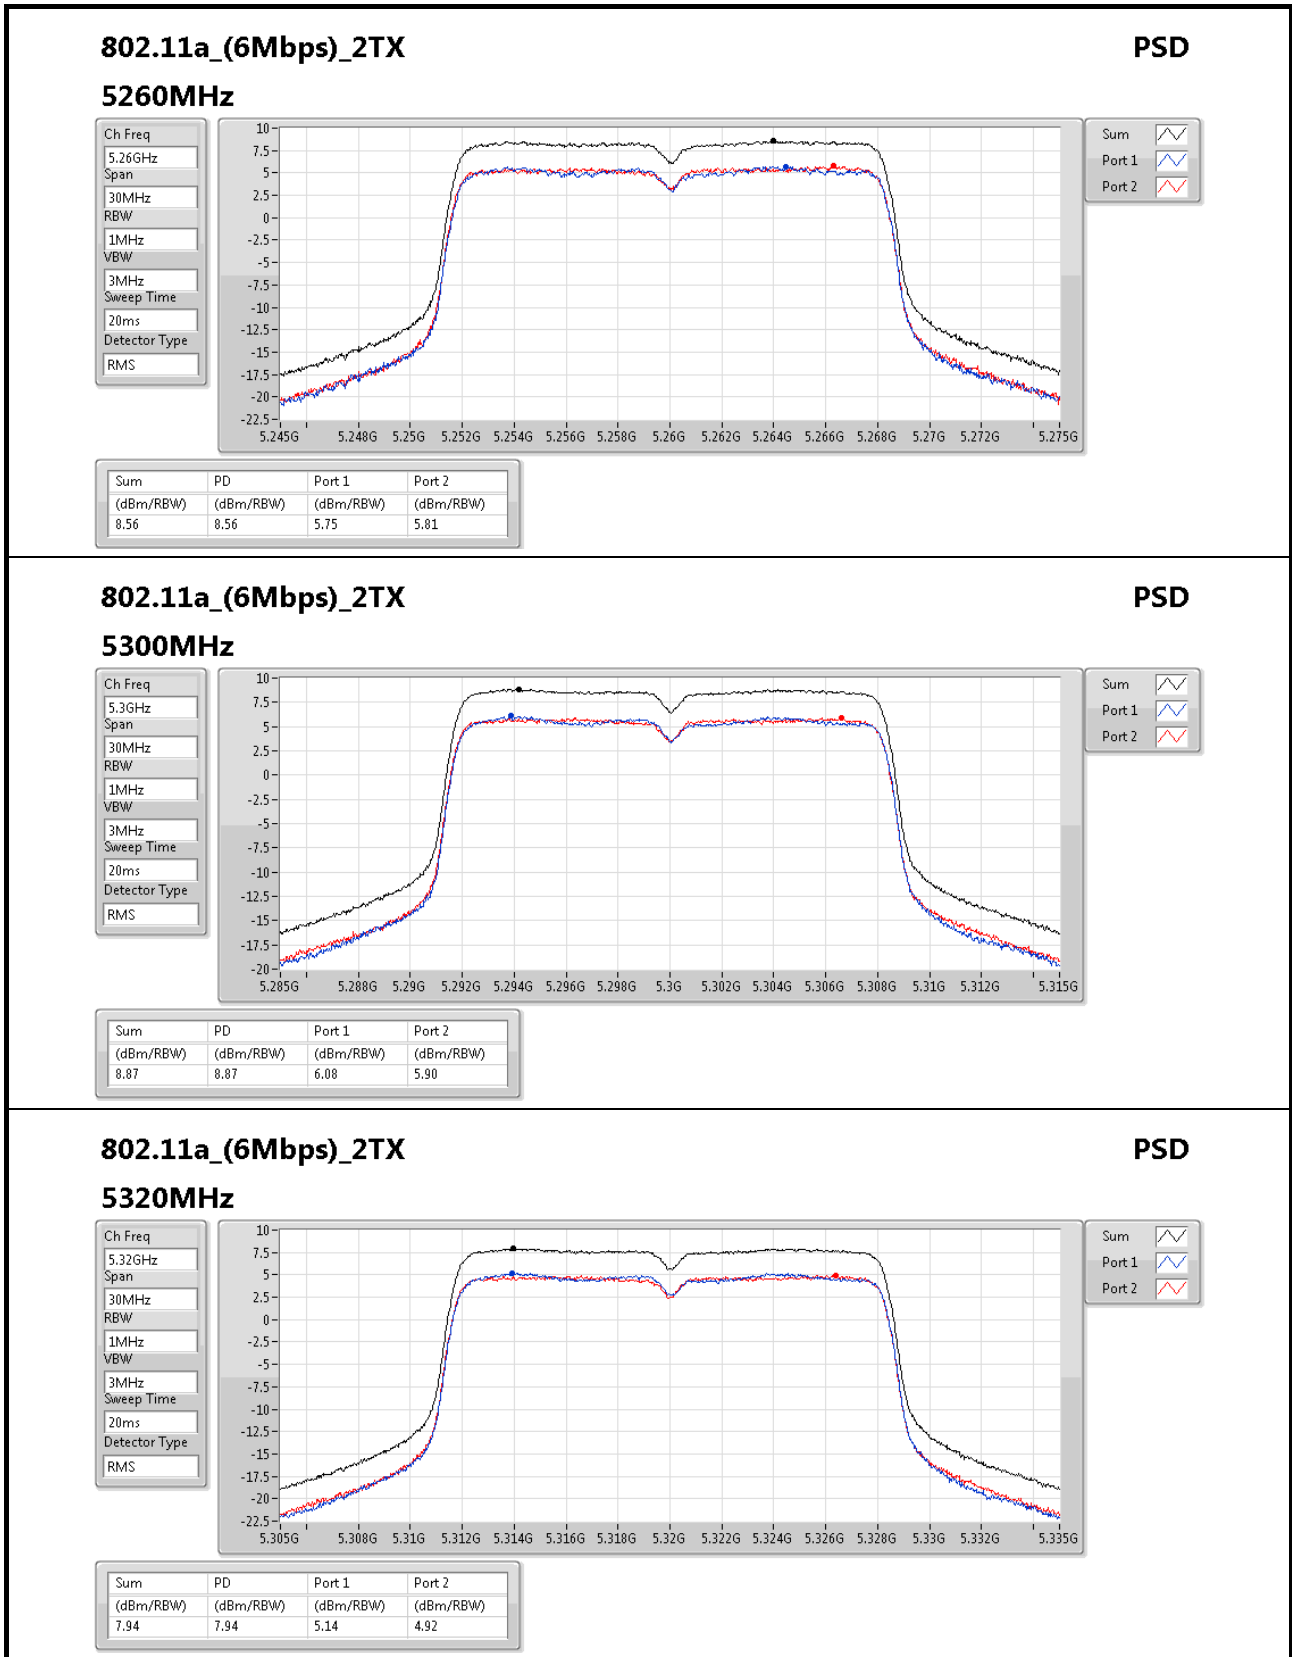 802.11a_(6Mbps)_2TX PSD
5260MHz
Ch Freq
5.26GHz
Span
30MHz
RBW
1MHz
VBW
3MHz
Sweep Time
20ms
Detector Type
RMS
10
7.5
5
2.5
0
-2.5
-5
-7.5
-10
-12.5
-15
-17.5
-20
-22.5
5.245G 5.248G 5.25G 5.252G 5.254G 5.256G 5.258G 5.26G 5.262G 5.264G 5.266G 5.268G 5.27G 5.272G 5.275G
Sum
Port 1
Port 2
Sum PD Port 1 Port 2
(dBm/RBW) (dBm/RBW) (dBm/RBW) (dBm/RBW)
8.56 8.56 5.75 5.81
802.11a_(6Mbps)_2TX PSD
5300MHz
Ch Freq
5.3GHz
Span
30MHz
RBW
1MHz
VBW
3MHz
Sweep Time
20ms
Detector Type
RMS
10
7.5
5
2.5
0
-2.5
-5
-7.5
-10
-12.5
-15
-17.5
-20
5.285G 5.288G 5.29G 5.292G 5.294G 5.296G 5.298G 5.3G 5.302G 5.304G 5.306G 5.308G 5.31G 5.312G 5.315G
Sum
Port 1
Port 2
Sum PD Port 1 Port 2
(dBm/RBW) (dBm/RBW) (dBm/RBW) (dBm/RBW)
8.87 8.87 6.08 5.90
802.11a_(6Mbps)_2TX PSD
5320MHz
Ch Freq
5.32GHz
Span
30MHz
RBW
1MHz
VBW
3MHz
Sweep Time
20ms
Detector Type
RMS
10
7.5
5
2.5
0
-2.5
-5
-7.5
-10
-12.5
-15
-17.5
-20
-22.5
5.305G 5.308G 5.31G 5.312G 5.314G 5.316G 5.318G 5.32G 5.322G 5.324G 5.326G 5.328G 5.33G 5.332G 5.335G
Sum
Port 1
Port 2
Sum PD Port 1 Port 2
(dBm/RBW) (dBm/RBW) (dBm/RBW) (dBm/RBW)
7.94 7.94 5.14 4.92